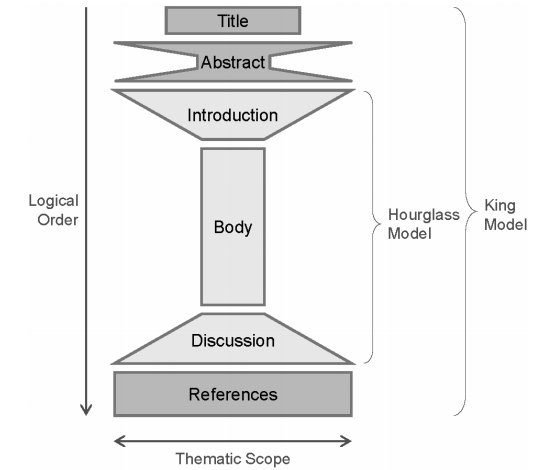 Title
Abstract
Introduction
Logical
Order
Body
Hourglass
Model
King
Model
Discussion
References
Thematic Scope